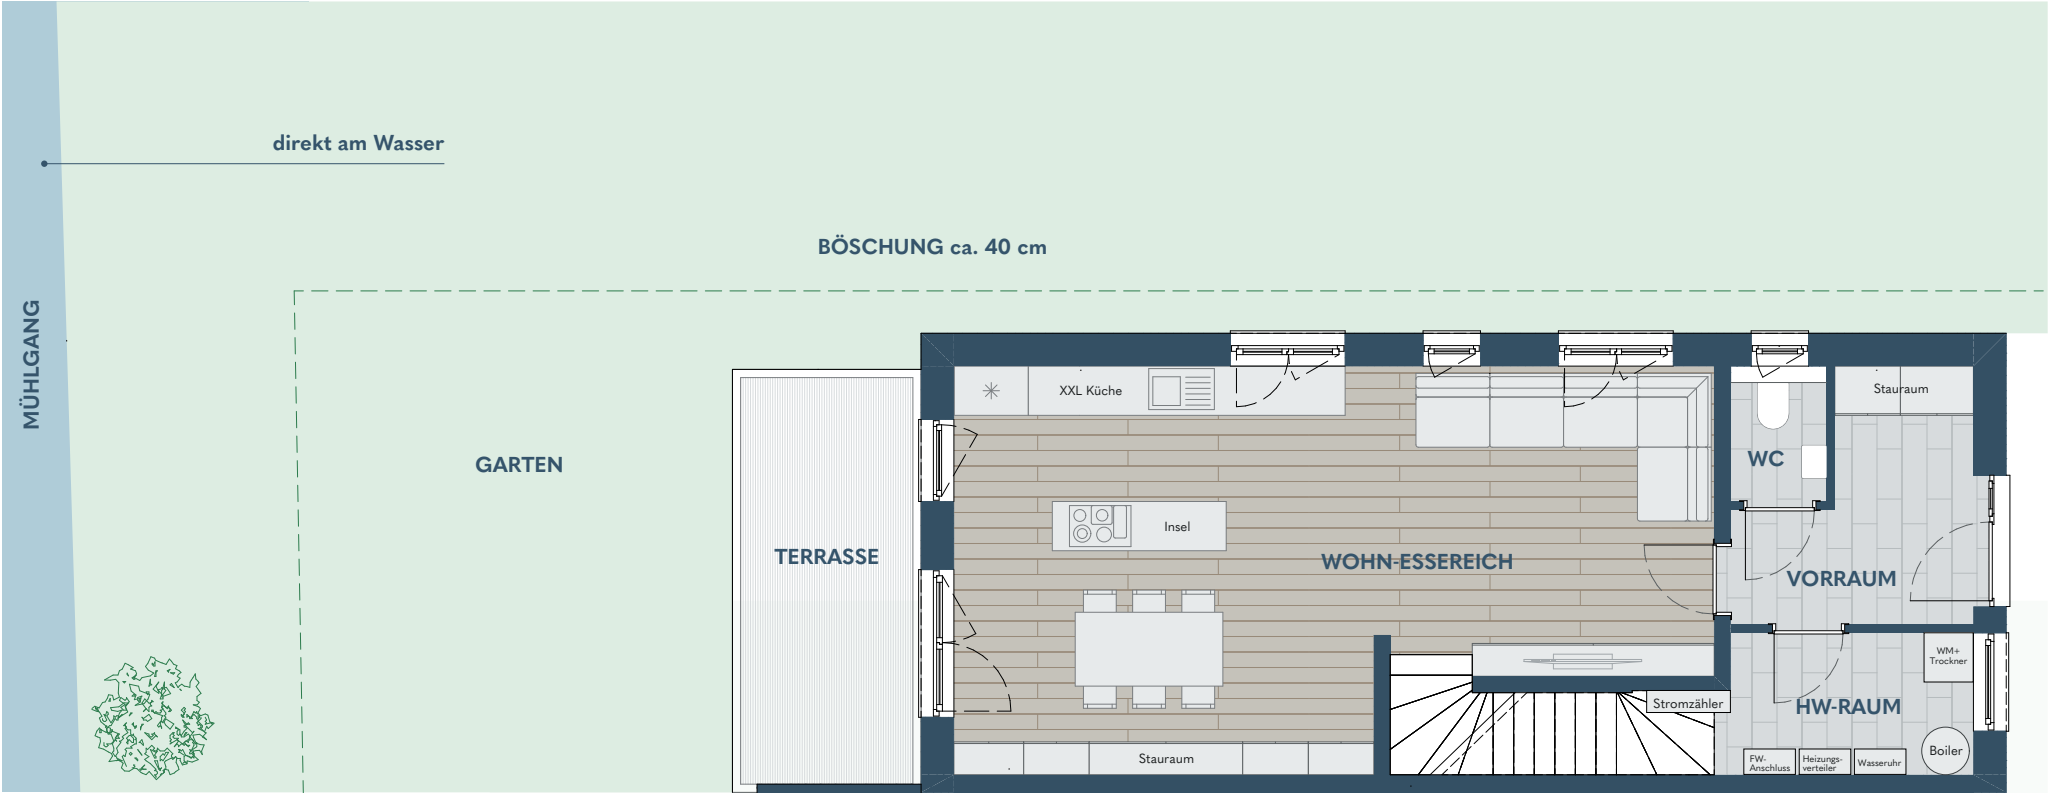 direkt am Wasser
BÖSCHUNG ca. 40 cm
MÜHLGANG
XXL Küche
Stauraum
GARTEN
WC
Insel
TERRASSE
WOHN-ESSEREICH
VORRAUM
WM+
Trockner
Stromzähler
HW-RAUM
Stauraum
FW-
Anschluss
Heizungs-
verteiler
Wasseruhr
Boiler